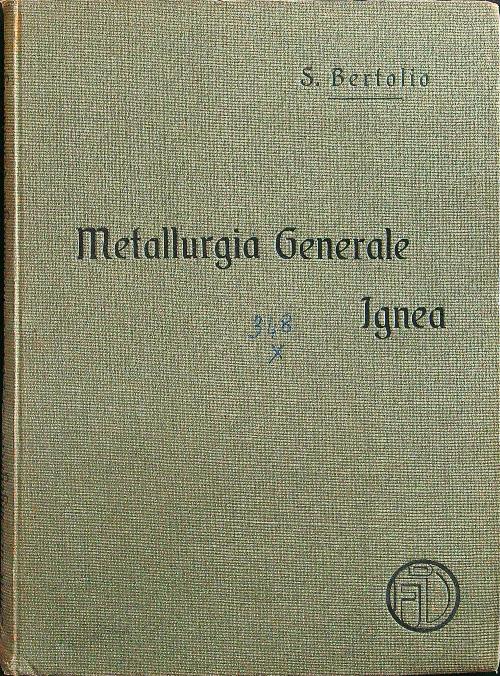 S. Bertolio
Metallurgia Generale
Ignea
348
x